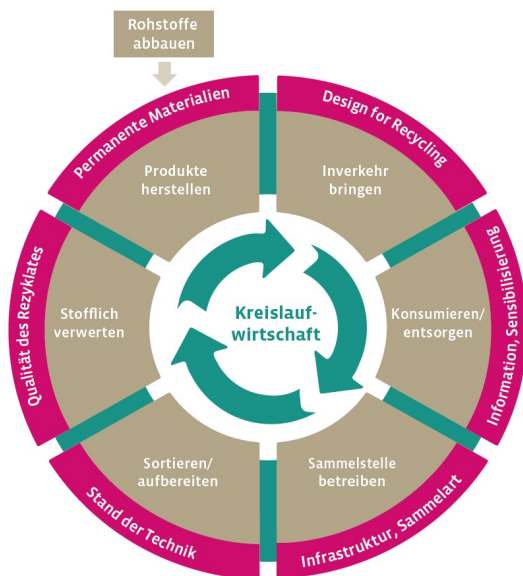 Rohstoffe
abbauen
Permanente Materialien
Design for Recycling
Produkte
herstellen
Inverkehr
bringen
Qualität des Rezyklates
Stofflich
verwerten
Kreislauf-
wirtschaft
Konsumieren/
entsorgen
Information, Sensibilisierung
Sortieren/
aufbereiten
Sammelstelle
betreiben
Stand der Technik
Infrastruktur, Sammelart